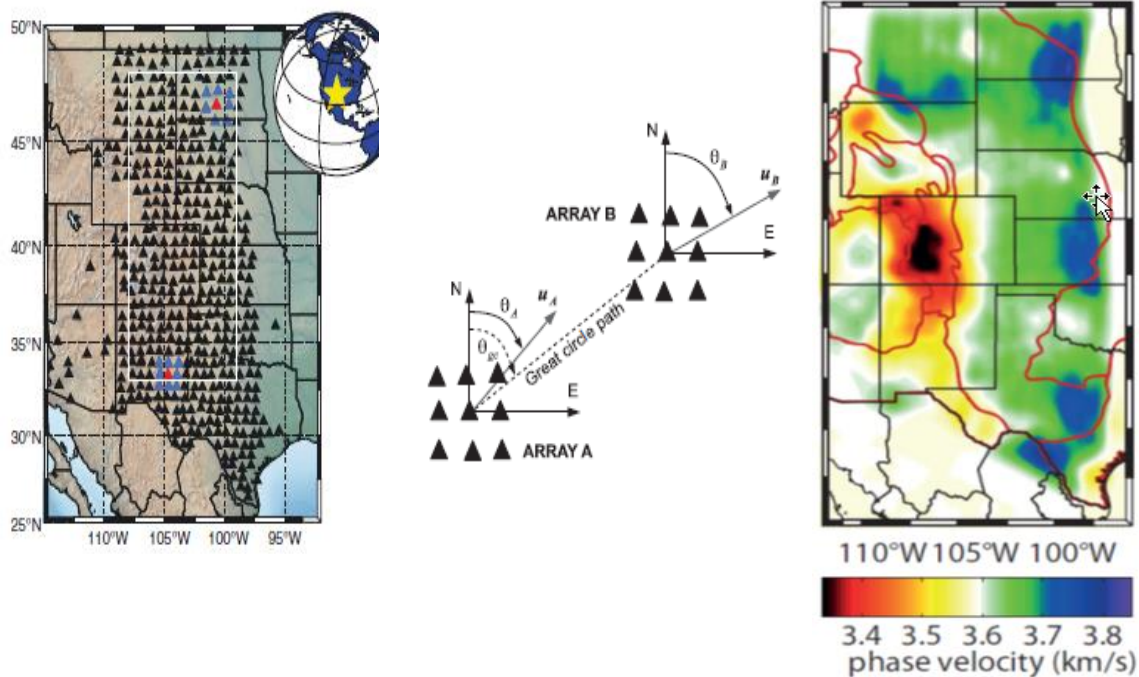 50°N
45°N
40°N
35°N
30°N
25°N
110°W 105°W 100°W 95°W
N
θB
uB
ARRAY B
E
N
θA
uA
θgc
Great circle path
E
ARRAY A
110°W 105°W 100°W
3.4 3.5 3.6 3.7 3.8
phase velocity (km/s)